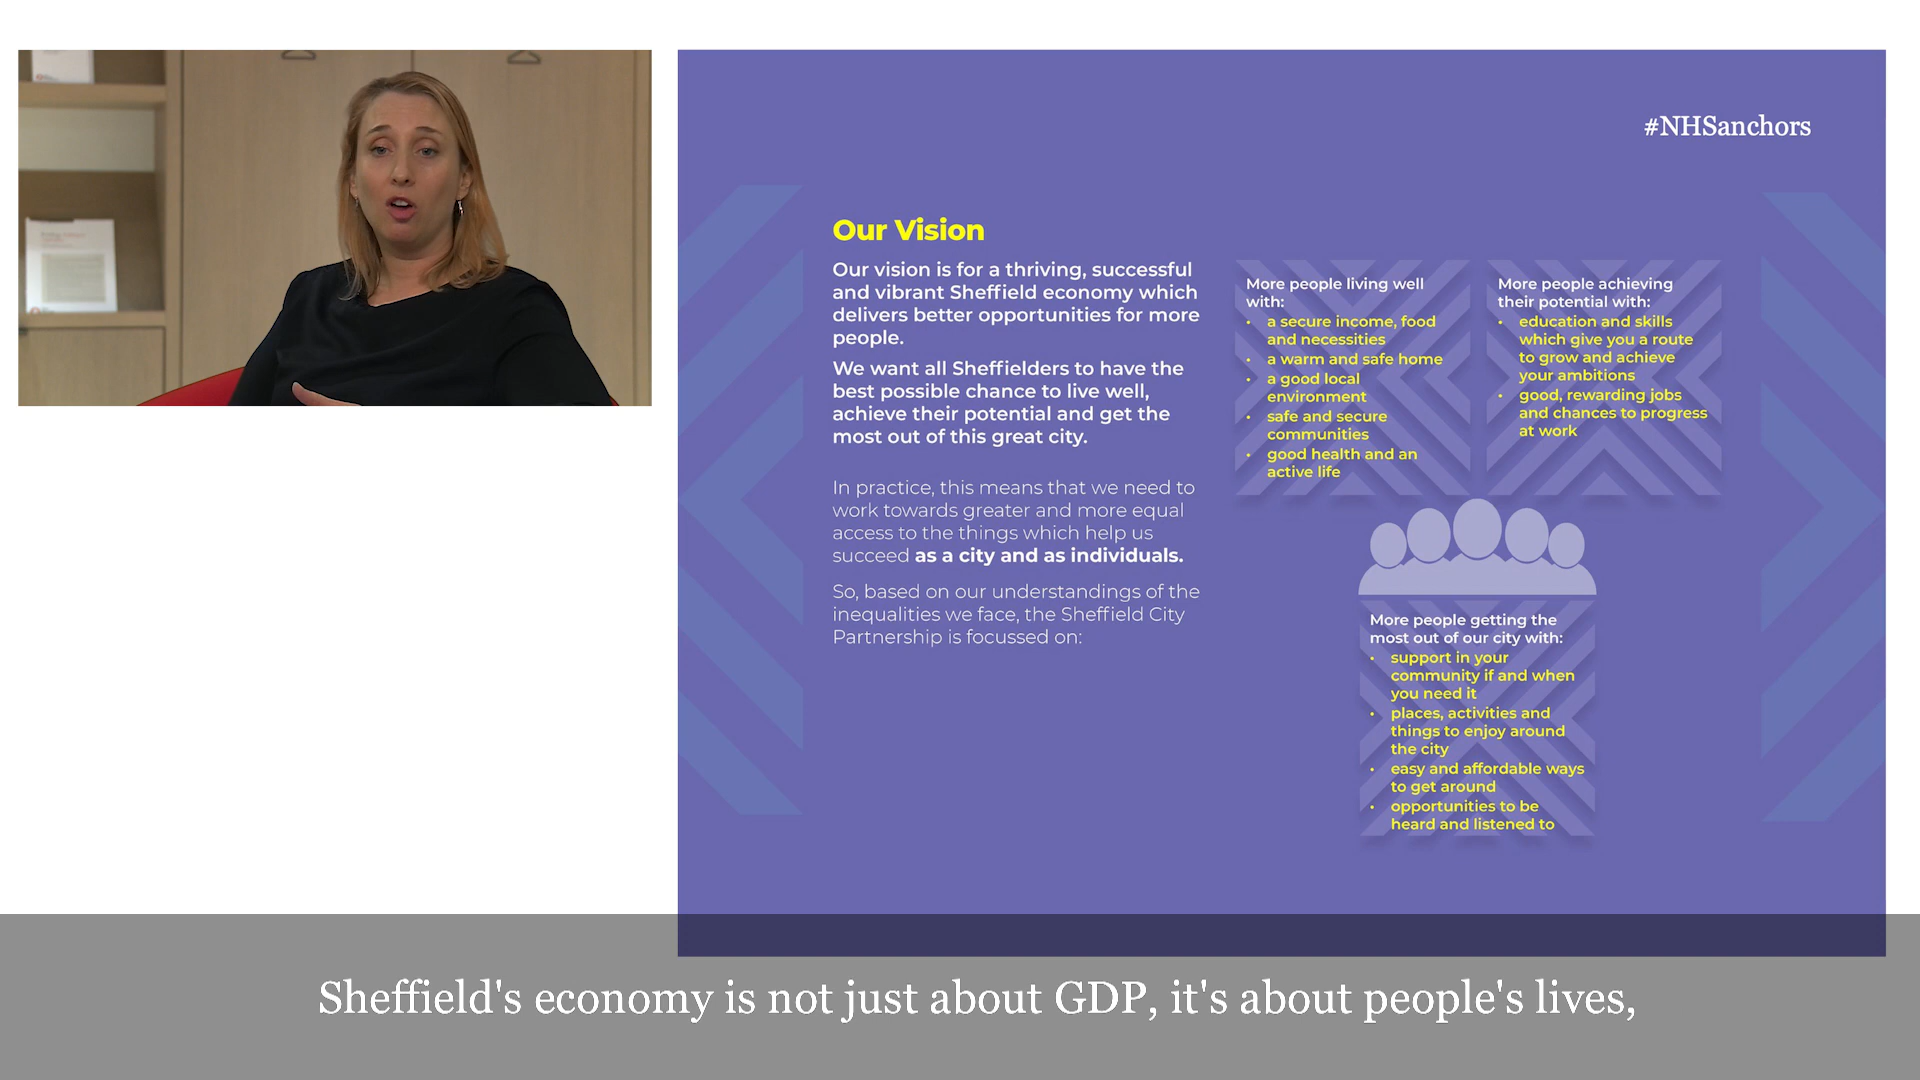 #NHSanchors
Our Vision
Our vision is for a thriving, successful
and vibrant Sheffield economy which
delivers better opportunities for more
people.
We want all Sheffielders to have the
best possible chance to live well,
achieve their potential and get the
most out of this great city.
In practice, this means that we need to
work towards greater and more equal
access to the things which help us
succeed as a city and as individuals.
So, based on our understandings of the
inequalities we face, the Sheffield City
Partnership is focussed on:
More people living well
with:
• a secure income, food
and necessities
• a warm and safe home
• a good local
environment
• safe and secure
communities
• good health and an
active life
More people achieving
their potential with:
• education and skills
which give you a route
to grow and achieve
your ambitions
• good, rewarding jobs
and chances to progress
at work
More people getting the
most out of our city with:
• support in your
community if and when
you need it
• places, activities and
things to enjoy around
the city
• easy and affordable ways
to get around
• opportunities to be
heard and listened to
Sheffield's economy is not just about GDP, it's about people's lives,